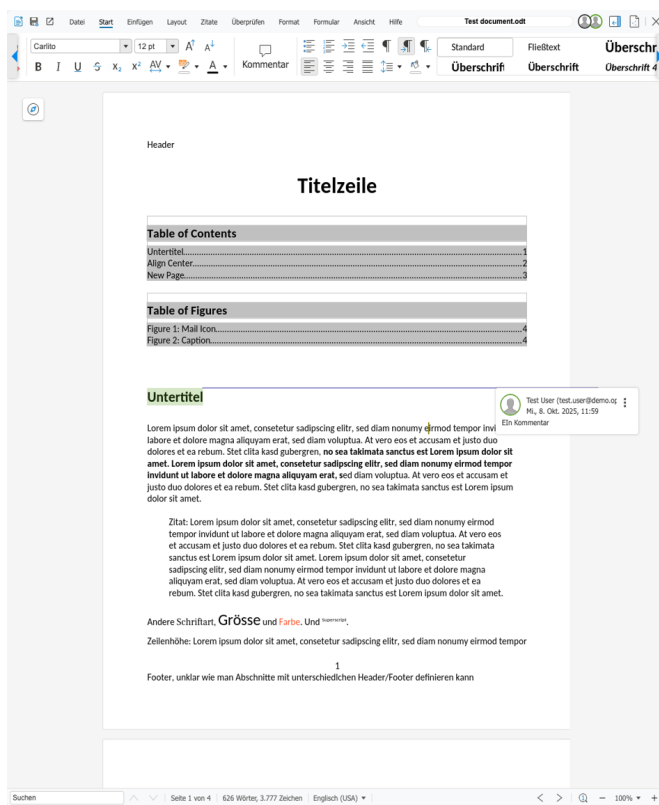 Datei Start Einfügen Layout Zitate Überprüfen Format Formular Ansicht Hilfe Test document.odt
Carlito 12 pt Kommentar Standard Fließtext Überschr
Überschrif Überschrift Überschrift 4
Header
Titelzeile
Table of Contents
Untertitel 1
Align Center 2
New Page 3
Table of Figures
Figure 1: Mail Icon 4
Figure 2: Caption 4
Untertitel
Test User (test.user@demo.op
Mi., 8. Okt. 2025, 11:59
EIn Kommentar
Lorem ipsum dolor sit amet, consetetur sadipscing elitr, sed diam nonumy eirmod tempor invi
labore et dolore magna aliquyam erat, sed diam voluptua. At vero eos et accusam et justo duo
dolores et ea rebum. Stet clita kasd gubergren, no sea takimata sanctus est Lorem ipsum dolor sit
amet. Lorem ipsum dolor sit amet, consetetur sadipscing elitr, sed diam nonumy eirmod tempor
invidunt ut labore et dolore magna aliquyam erat, sed diam voluptua. At vero eos et accusam et
justo duo dolores et ea rebum. Stet clita kasd gubergren, no sea takimata sanctus est Lorem ipsum
dolor sit amet.
Zitat: Lorem ipsum dolor sit amet, consetetur sadipscing elitr, sed diam nonumy eirmod
tempor invidunt ut labore et dolore magna aliquyam erat, sed diam voluptua. At vero eos
et accusam et justo duo dolores et ea rebum. Stet clita kasd gubergren, no sea takimata
sanctus est Lorem ipsum dolor sit amet. Lorem ipsum dolor sit amet, consetetur
sadipscing elitr, sed diam nonumy eirmod tempor invidunt ut labore et dolore magna
aliquyam erat, sed diam voluptua. At vero eos et accusam et justo duo dolores et ea
rebum. Stet clita kasd gubergren, no sea takimata sanctus est Lorem ipsum dolor sit amet.
Andere Schriftart, Grösse und Farbe. Und Superscript.
Zeilenhöhe: Lorem ipsum dolor sit amet, consetetur sadipscing elitr, sed diam nonumy eirmod tempor
1
Footer, unklar wie man Abschnitte mit unterschiedlchen Header/Footer definieren kann
Suchen Seite 1 von 4 626 Wörter, 3.777 Zeichen Englisch (USA) 100%